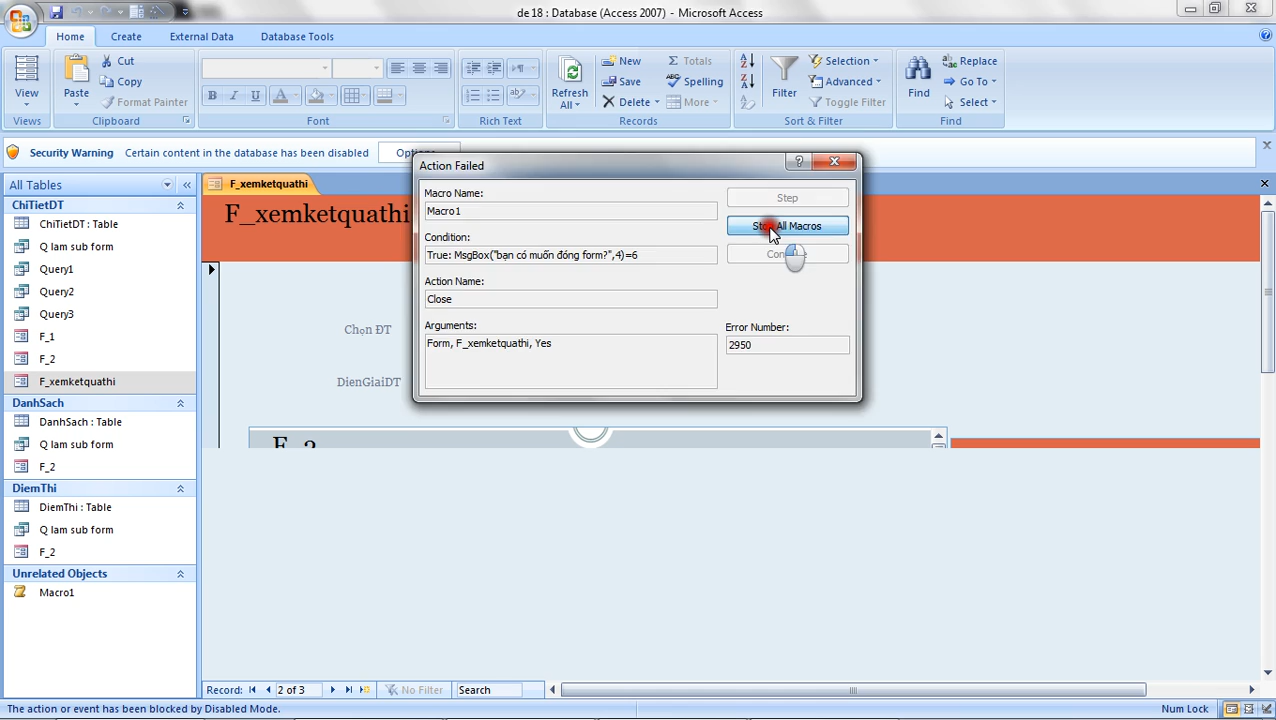 de 18 : Database (Access 2007) - Microsoft Access
Home
Create
External Data
Database Tools
View
Views
Paste
Cut
Copy
Format Painter
Clipboard
Font
Rich Text
Refresh
All
New
Save
Delete
Totals
Spelling
More
Records
Filter
Selection
Advanced
Toggle Filter
Sort & Filter
Find
Replace
Go To
Select
Find
Security Warning
Certain content in the database has been disabled
All Tables
ChiTietDT
ChiTietDT : Table
Q lam sub form
Query1
Query2
Query3
F_1
F_2
F_xemketquathi
DanhSach
DanhSach : Table
Q lam sub form
F_2
DiemThi
DiemThi : Table
Q lam sub form
F_2
Unrelated Objects
Macro1
F_xemketquathi
F_xemketquathi
Chọn ĐT
DienGiaiDT
Action Failed
Macro Name:
Macro1
Condition:
True: MsgBox("bạn có muốn đóng form?",4)=6
Action Name:
Close
Arguments:
Form, F_xemketquathi, Yes
Step
All Macros
Error Number:
2950
Record:
2 of 3
No Filter
Search
The action or event has been blocked by Disabled Mode.
Num Lock